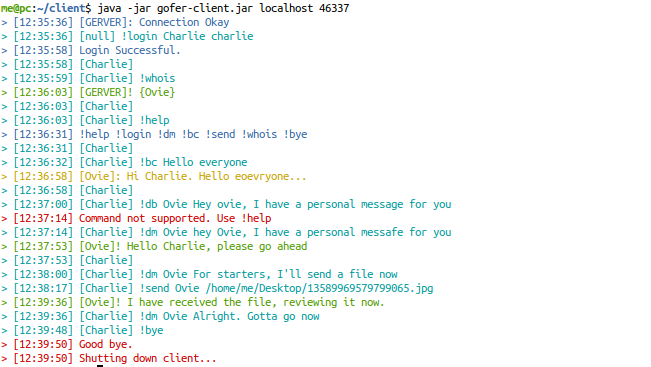 me@pc:~/client$ java -jar gofer-client.jar localhost 46337
> [12:35:36] [GERVER]: Connection Okay
> [12:35:36] [null] !login Charlie charlie
> [12:35:58] Login Successful.
> [12:35:58] [Charlie]
> [12:35:59] [Charlie] !whois
> [12:36:03] [GERVER]! {Ovie}
> [12:36:03] [Charlie]
> [12:36:03] [Charlie] !help
> [12:36:31] !help !login !dm !bc !send !whois !bye
> [12:36:31] [Charlie]
> [12:36:32] [Charlie] !bc Hello everyone
> [12:36:58] [Ovie]: Hi Charlie. Hello eoevryone...
> [12:36:58] [Charlie]
> [12:37:00] [Charlie] !db Ovie Hey ovie, I have a personal message for you
> [12:37:14] Command not supported. Use !help
> [12:37:14] [Charlie] !dm Ovie hey Ovie, I have a personal messafe for you
> [12:37:53] [Ovie]! Hello Charlie, please go ahead
> [12:37:53] [Charlie]
> [12:38:00] [Charlie] !dm Ovie For starters, I'll send a file now
> [12:38:17] [Charlie] !send Ovie /home/me/Desktop/13589969579799065.jpg
> [12:39:36] [Ovie]! I have received the file, reviewing it now.
> [12:39:36] [Charlie] !dm Ovie Alright. Gotta go now
> [12:39:48] [Charlie] !bye
> [12:39:50] Good bye.
> [12:39:50] Shutting down client...